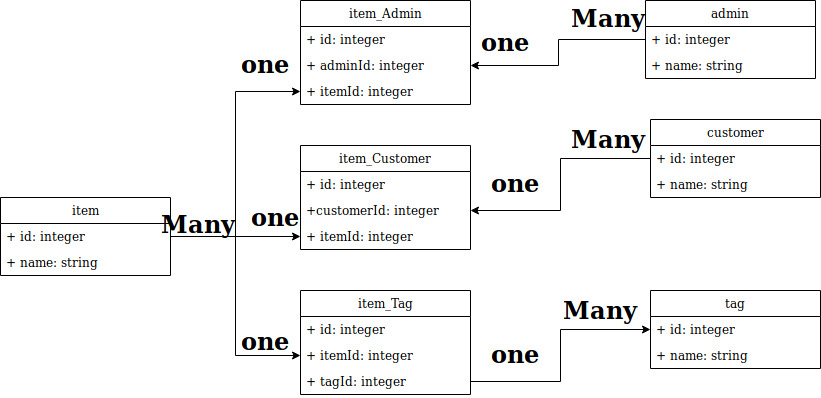 item_Admin
+ id: integer
+ adminId: integer
+ itemId: integer
admin
+ id: integer
+ name: string
Many
one
one
item_Customer
+ id: integer
+customerId: integer
+ itemId: integer
customer
+ id: integer
+ name: string
Many
one
one
item
+ id: integer
+ name: string
Many
item_Tag
+ id: integer
+ itemId: integer
+ tagId: integer
tag
+ id: integer
+ name: string
Many
one
one